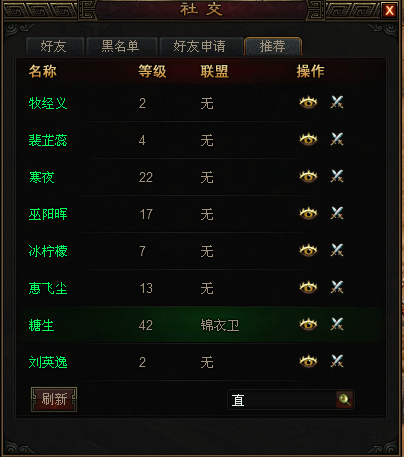 社交
好友 黑名单 好友申请 推荐
名称 等级 联盟 操作
牧经义 2 无
裴芷蕊 4 无
寒夜 22 无
巫阳晖 17 无
冰柠檬 7 无
惠飞尘 13 无
糖生 42 锦衣卫
刘英逸 2 无
刷新 直